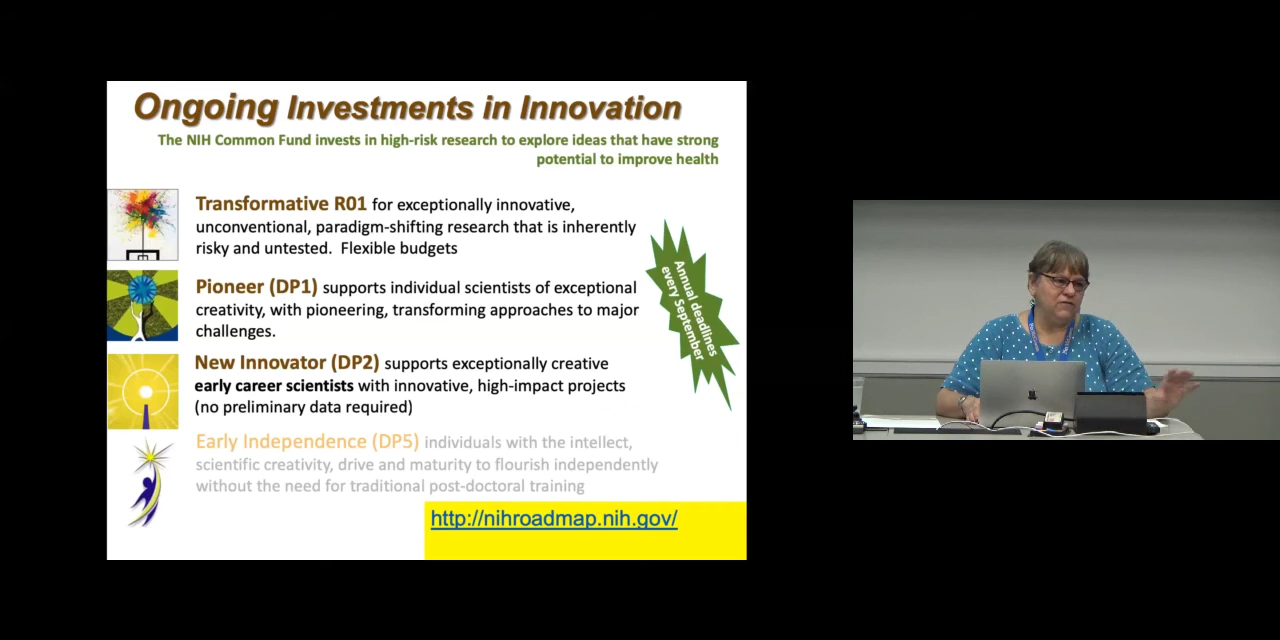 Ongoing Investments in Innovation
The NIH Common Fund invests in high-risk research to explore ideas that have strong
potential to improve health
Transformative R01 for exceptionally innovative,
unconventional, paradigm-shifting research that is inherently
risky and untested. Flexible budgets
Pioneer (DP1) supports individual scientists of exceptional
creativity, with pioneering, transforming approaches to major
challenges.
Annual deadlines
every September
New Innovator (DP2) supports exceptionally creative
early career scientists with innovative, high-impact projects
(no preliminary data required)
Early Independence (DP5) individuals with the intellect,
scientific creativity, drive and maturity to flourish independently
without the need for traditional post-doctoral training
http://nihroadmap.nih.gov/